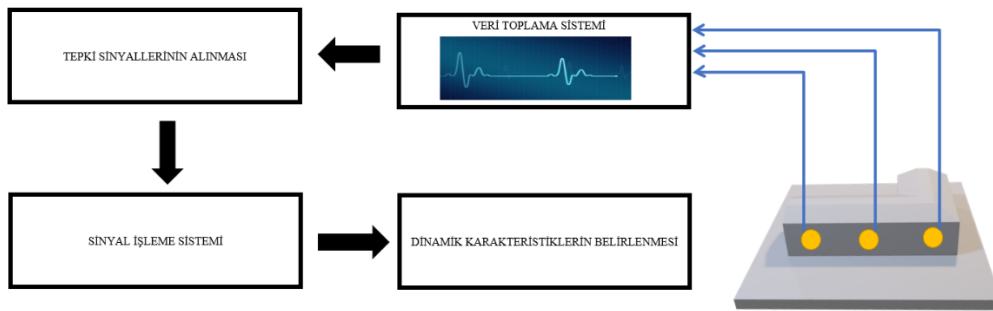 VERİ TOPLAMA SİSTEMİ
TEPKİ SİNYALLERİNİN ALINMASI
SİNYAL İŞLEME SİSTEMİ
DİNAMİK KARAKTERİSTİKLERİN BELİRLENMESİ